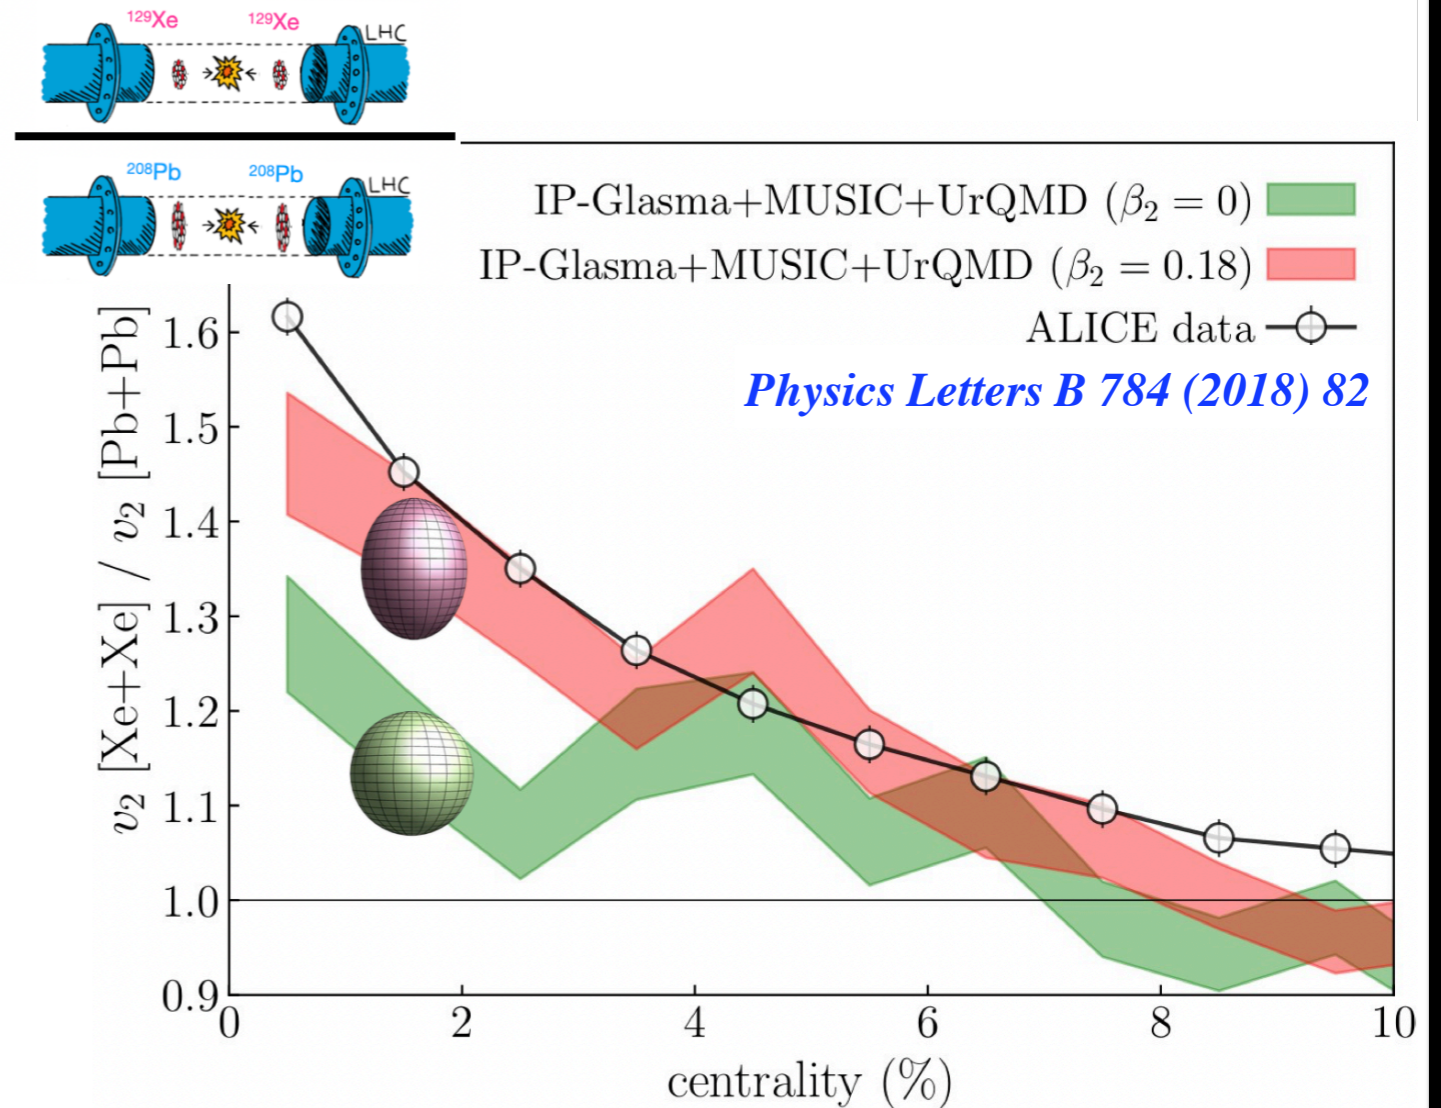 ¹²⁹Xe ¹²⁹Xe
LHC
²⁰⁸Pb ²⁰⁸Pb
LHC
IP-Glasma+MUSIC+UrQMD (β₂ = 0)
IP-Glasma+MUSIC+UrQMD (β₂ = 0.18)
ALICE data
Physics Letters B 784 (2018) 82
v₂ [Xe+Xe] / v₂ [Pb+Pb]
1.6
1.5
1.4
1.3
1.2
1.1
1.0
0.9
0 2 4 6 8 10
centrality (%)